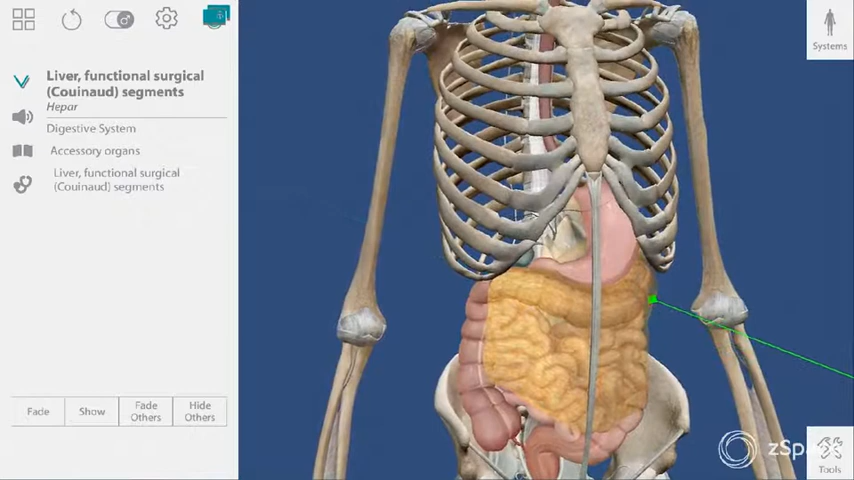 Liver, functional surgical
(Couinaud) segments
Hepar
Digestive System
Accessory organs
Liver, functional surgical
(Couinaud) segments
Fade
Show
Fade
Others
Hide
Others
Systems
Tools